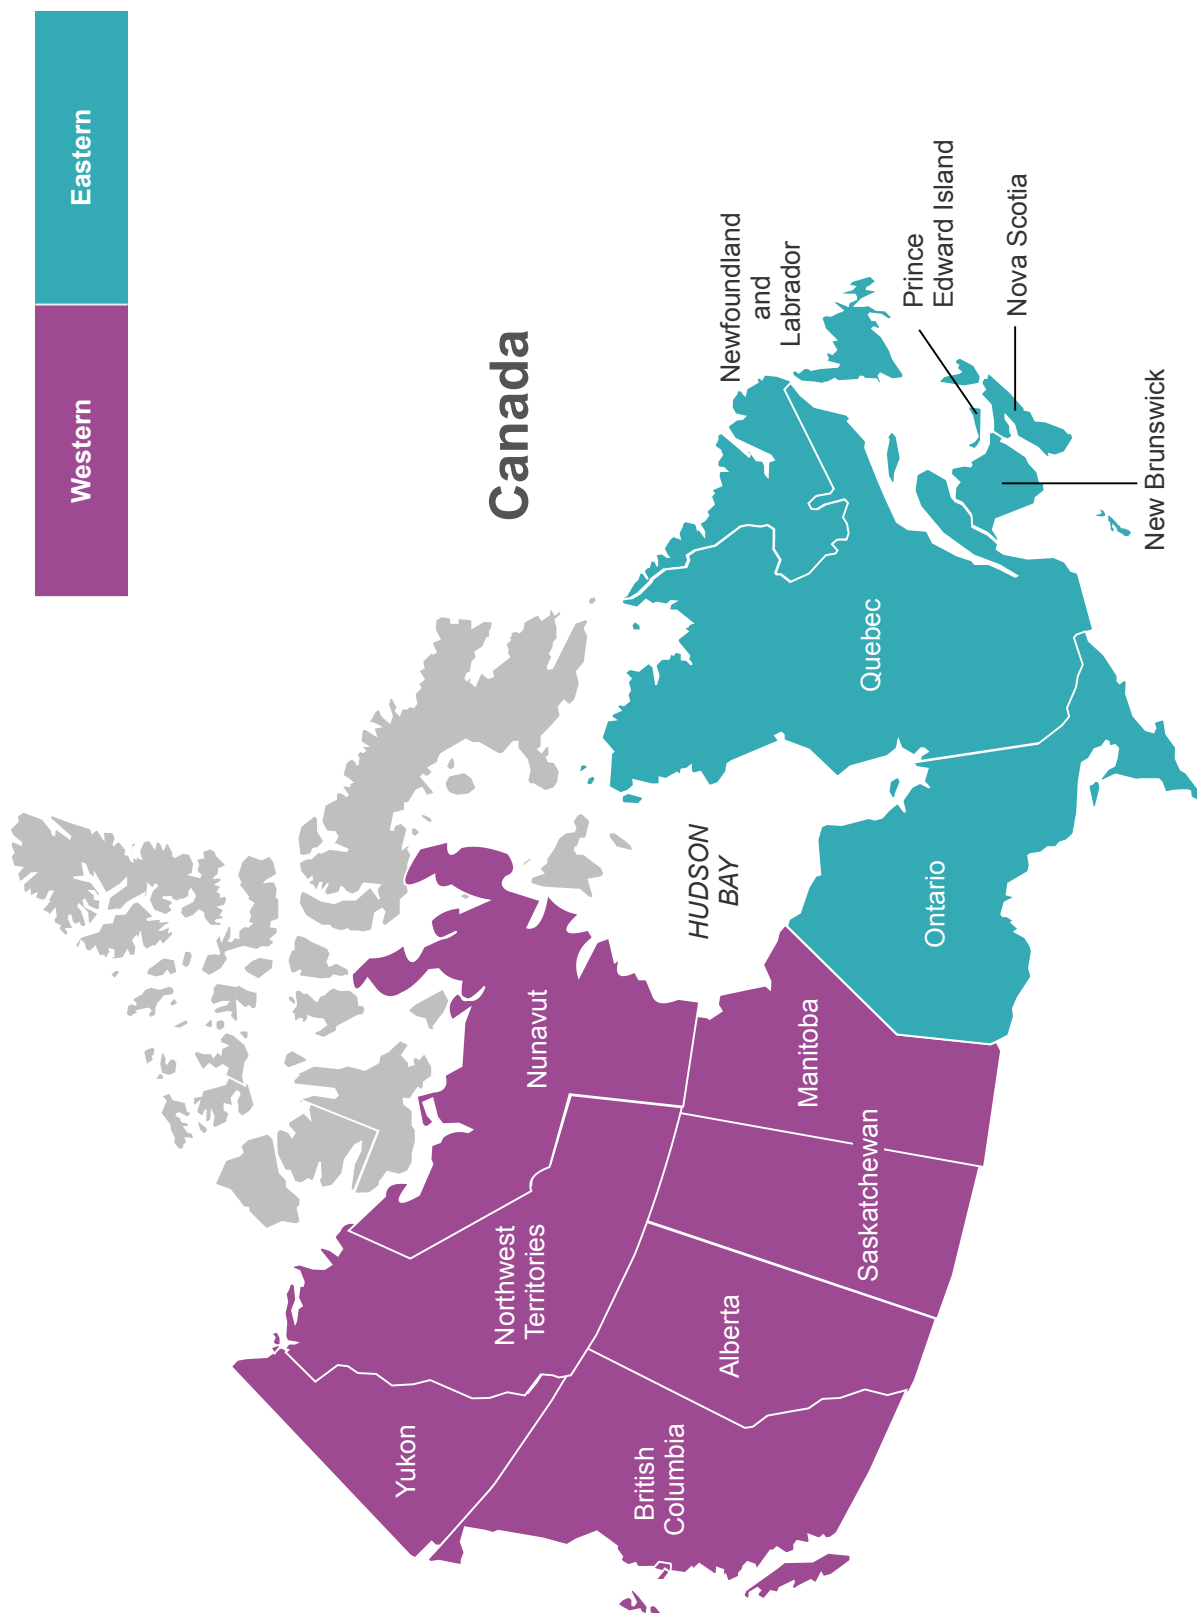 Western
Eastern
Canada
Yukon
Northwest
Territories
Nunavut
HUDSON
BAY
British
Columbia
Alberta
Saskatchewan
Manitoba
Ontario
Quebec
Newfoundland
and
Labrador
Prince
Edward Island
Nova Scotia
New Brunswick